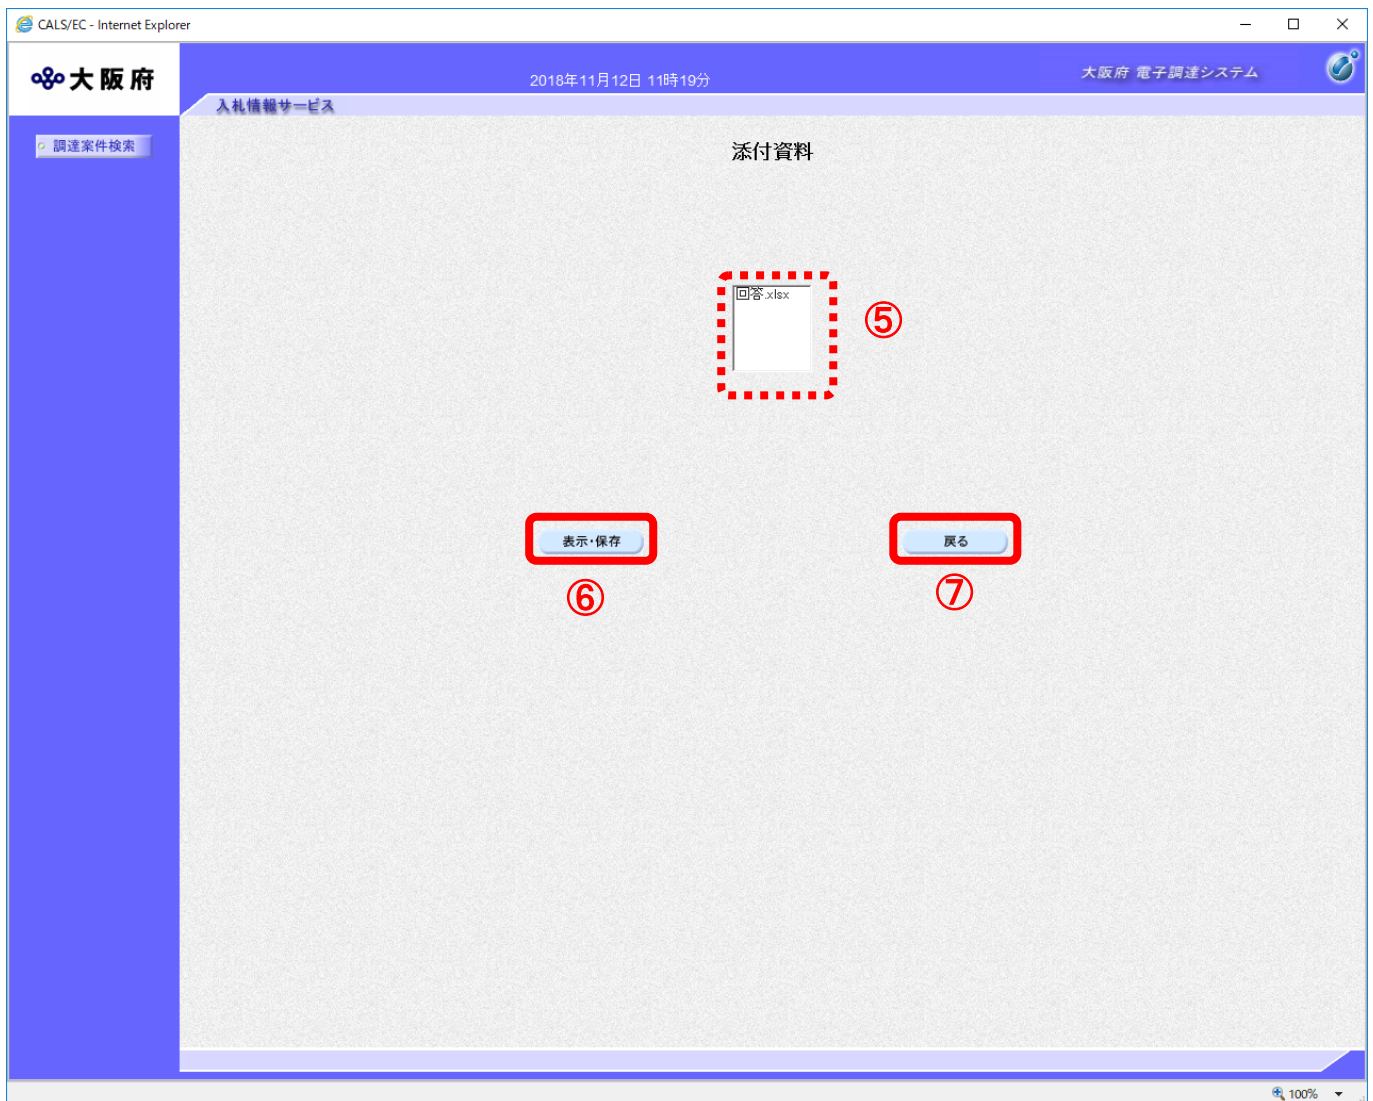 CALS/EC - Internet Explorer
大阪府
2018年11月12日 11時19分
大阪府 電子調達システム
入札情報サービス
調達案件検索
添付資料
回答.xlsx
⑤
表示・保存
戻る
⑥
⑦
100%